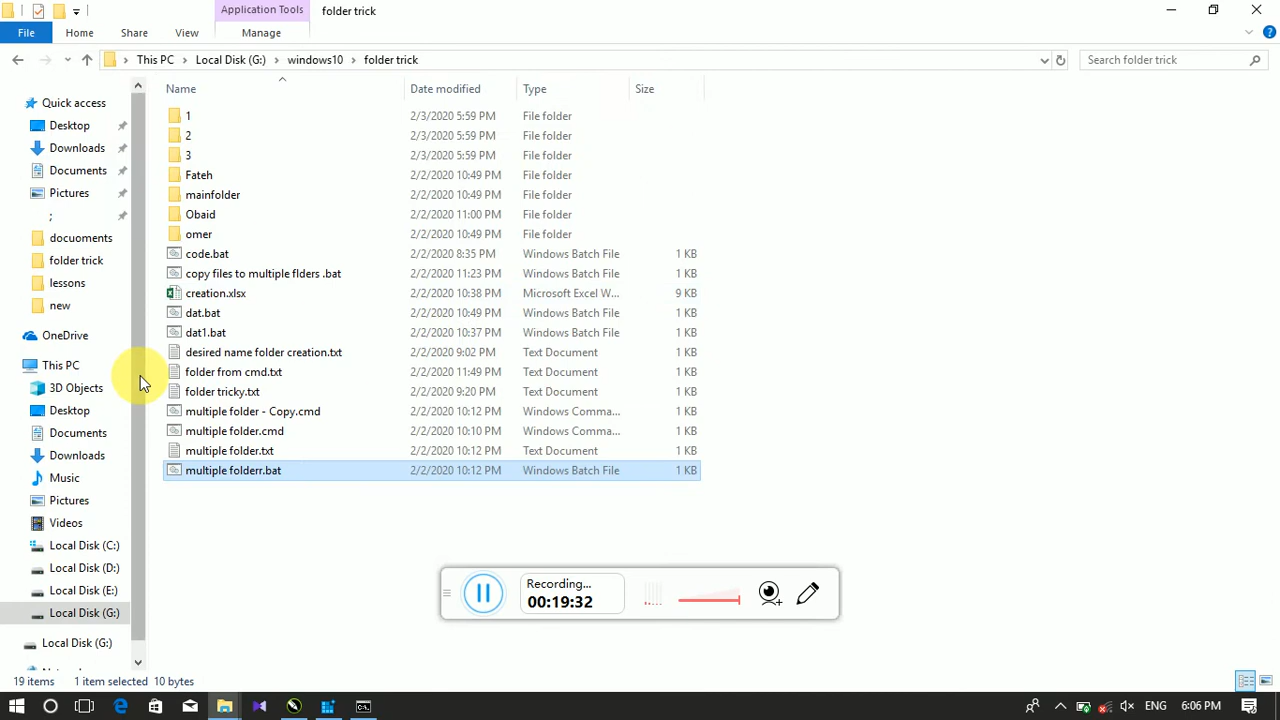 Application Tools
folder trick
File
Home
Share
View
Manage
This PC
Local Disk (G:)
windows10
folder trick
Search folder trick
Name
Date modified
Type
Size
Quick access
Desktop
Downloads
Documents
Pictures
;
docuoments
folder trick
lessons
new
OneDrive
This PC
3D Objects
Desktop
Documents
Downloads
Music
Pictures
Videos
Local Disk (C:)
Local Disk (D:)
Local Disk (E:)
Local Disk (G:)
Local Disk (G:)
1 2/3/2020 5:59 PM File folder
2 2/3/2020 5:59 PM File folder
3 2/3/2020 5:59 PM File folder
Fateh 2/2/2020 10:49 PM File folder
mainfolder 2/2/2020 10:49 PM File folder
Obaid 2/2/2020 11:00 PM File folder
omer 2/2/2020 10:49 PM File folder
code.bat 2/2/2020 8:35 PM Windows Batch File 1 KB
copy files to multiple flders .bat 2/2/2020 11:23 PM Windows Batch File 1 KB
creation.xlsx 2/2/2020 10:38 PM Microsoft Excel W... 9 KB
dat.bat 2/2/2020 10:49 PM Windows Batch File 1 KB
dat1.bat 2/2/2020 10:37 PM Windows Batch File 1 KB
desired name folder creation.txt 2/2/2020 9:02 PM Text Document 1 KB
folder from cmd.txt 2/2/2020 11:49 PM Text Document 1 KB
folder tricky.txt 2/2/2020 9:20 PM Text Document 1 KB
multiple folder - Copy.cmd 2/2/2020 10:12 PM Windows Comma... 1 KB
multiple folder.cmd 2/2/2020 10:10 PM Windows Comma... 1 KB
multiple folder.txt 2/2/2020 10:12 PM Text Document 1 KB
multiple folderr.bat 2/2/2020 10:12 PM Windows Batch File 1 KB
Recording...
00:19:32
19 items 1 item selected 10 bytes
ENG 6:06 PM